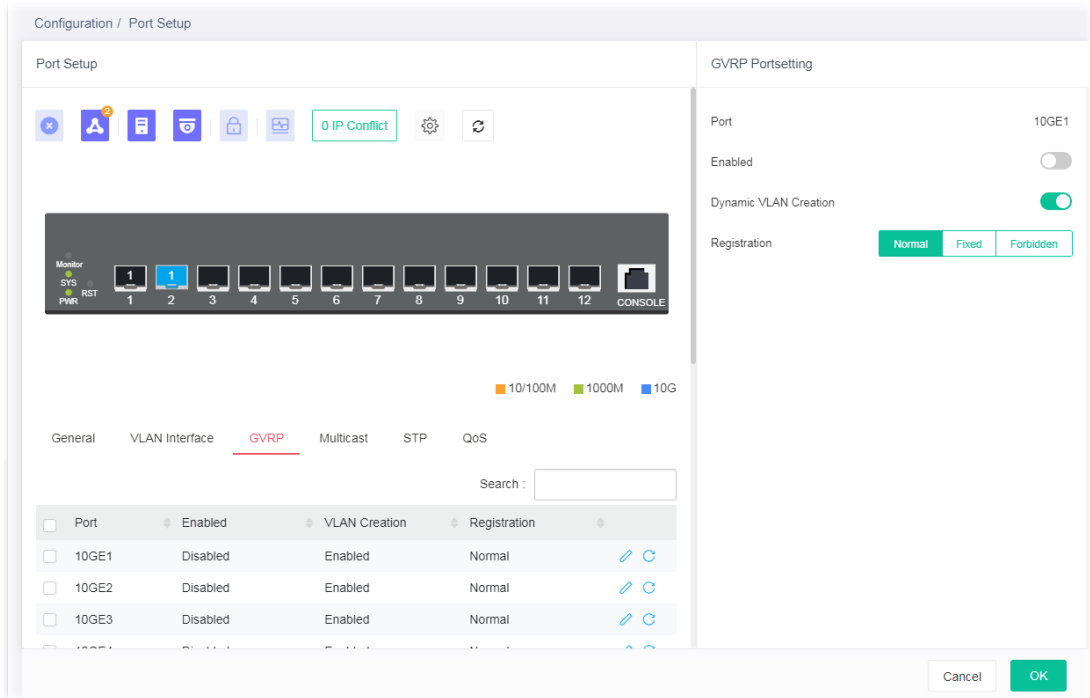 Configuration / Port Setup
Port Setup
GVRP Portsetting
2
0 IP Conflict
Port 10GE1
Enabled
Dynamic VLAN Creation
Registration Normal Fixed Forbidden
Monitor
SYS
RST
PWR
1 1
1 2 3 4 5 6 7 8 9 10 11 12 CONSOLE
10/100M 1000M 10G
General VLAN Interface GVRP Multicast STP QoS
Search :
Port Enabled VLAN Creation Registration
10GE1 Disabled Enabled Normal
10GE2 Disabled Enabled Normal
10GE3 Disabled Enabled Normal
Cancel OK